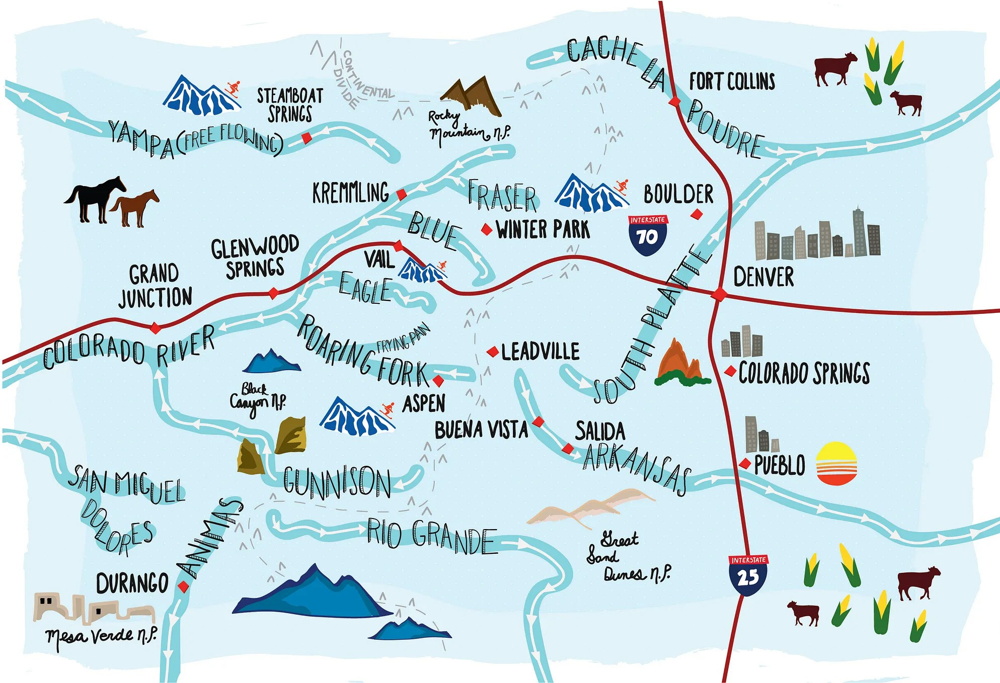 CONTINENTAL
DIVIDE
CACHE LA
POUDRE
FORT COLLINS
STEAMBOAT
SPRINGS
YAMPA (FREE FLOWING)
Rocky
Mountain N.P.
KREMMLING
FRASER
BOULDER
BLUE
WINTER PARK
INTERSTATE
70
GLENWOOD
SPRINGS
VAIL
GRAND
JUNCTION
EAGLE
DENVER
SOUTH PLATTE
COLORADO RIVER
ROARING FORK
FRYING PAN
LEADVILLE
COLORADO SPRINGS
Black
Canyon N.P.
ASPEN
BUENA VISTA
SALIDA
ARKANSAS
PUEBLO
SAN MIGUEL
GUNNISON
DOLORES
ANIMAS
RIO GRANDE
Great
Sand
Dunes N.P.
DURANGO
INTERSTATE
25
Mesa Verde N.P.